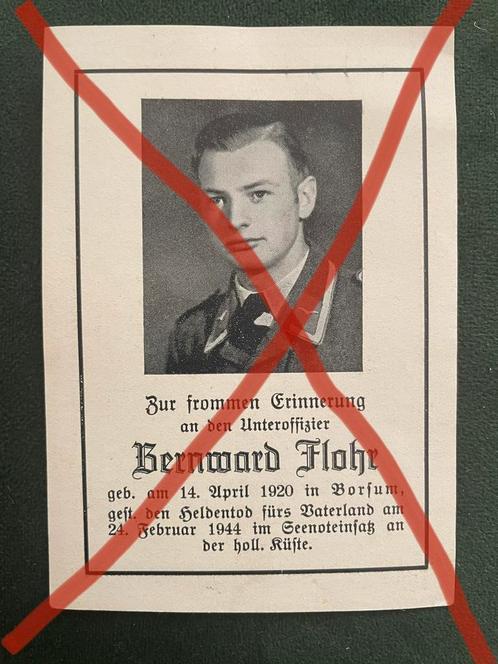 Zur frommen Erinnerung
an den Unteroffizier
Bernward Flohr
geb. am 14. April 1920 in Borsum,
gest. den Heldentod fürs Vaterland am
24. Februar 1944 im Seenoteinsatz an
der holl. Küste.